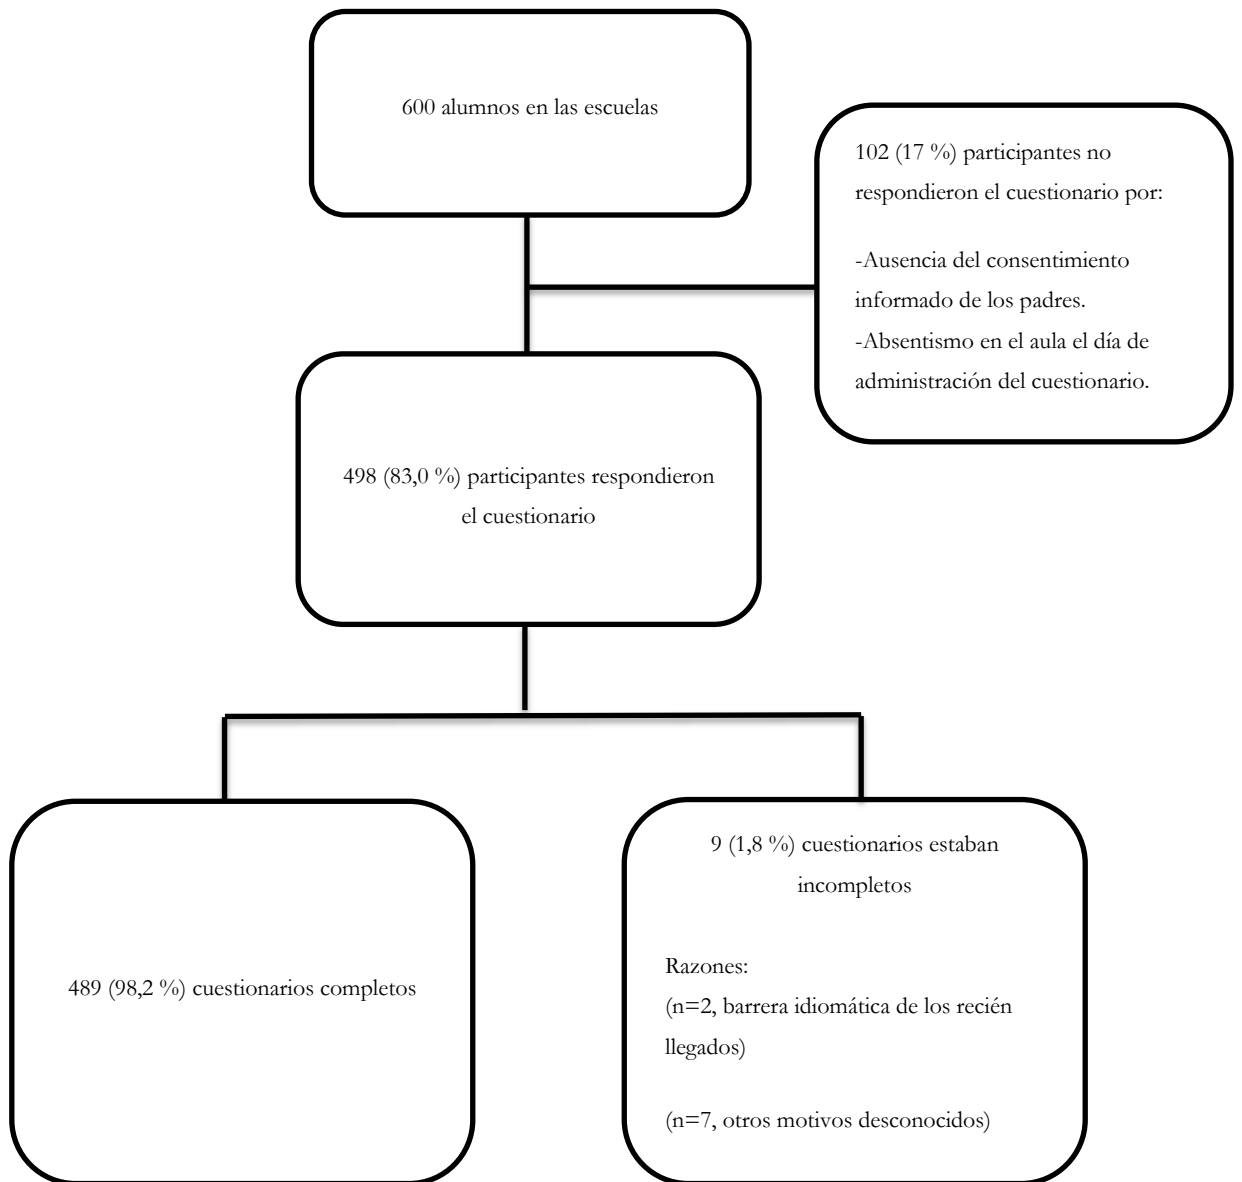 600 alumnos en las escuelas
102 (17 %) participantes no
respondieron el cuestionario por:
-Ausencia del consentimiento
informado de los padres.
-Absentismo en el aula el día de
administración del cuestionario.
498 (83,0 %) participantes respondieron
el cuestionario
489 (98,2 %) cuestionarios completos
9 (1,8 %) cuestionarios estaban
incompletos
Razones:
(n=2, barrera idiomática de los recién
llegados)
(n=7, otros motivos desconocidos)